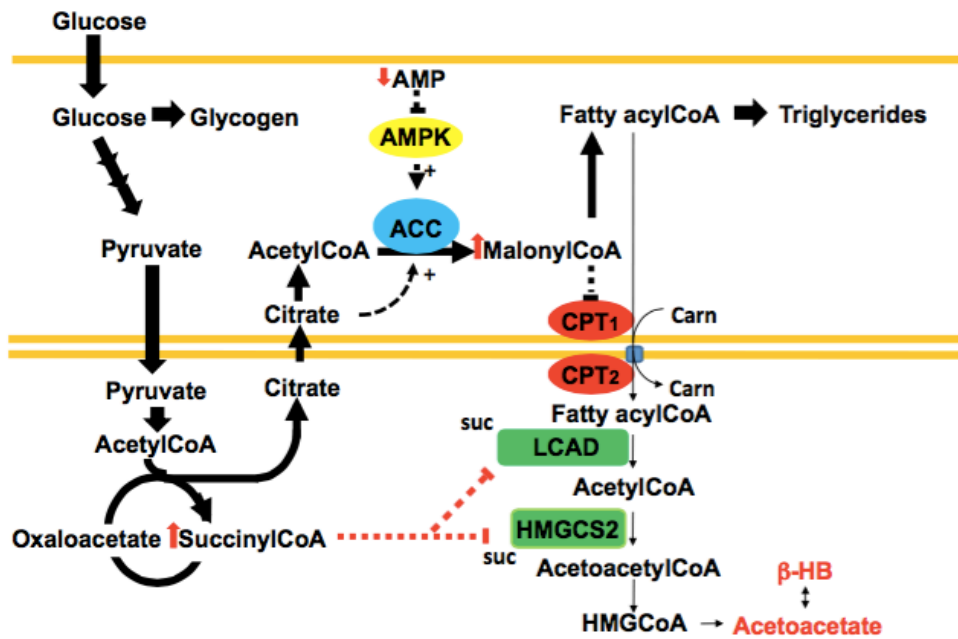 Glucose
AMP
Glucose
Glycogen
AMPK
Fatty acylCoA
Triglycerides
+
ACC
Pyruvate
AcetylCoA
MalonylCoA
+
Citrate
CPT1
Carn
Pyruvate
Citrate
CPT2
Carn
Fatty acylCoA
suc
AcetylCoA
LCAD
AcetylCoA
Oxaloacetate
SuccinylCoA
HMGCS2
suc
AcetoacetylCoA
β-HB
HMGCoA
Acetoacetate